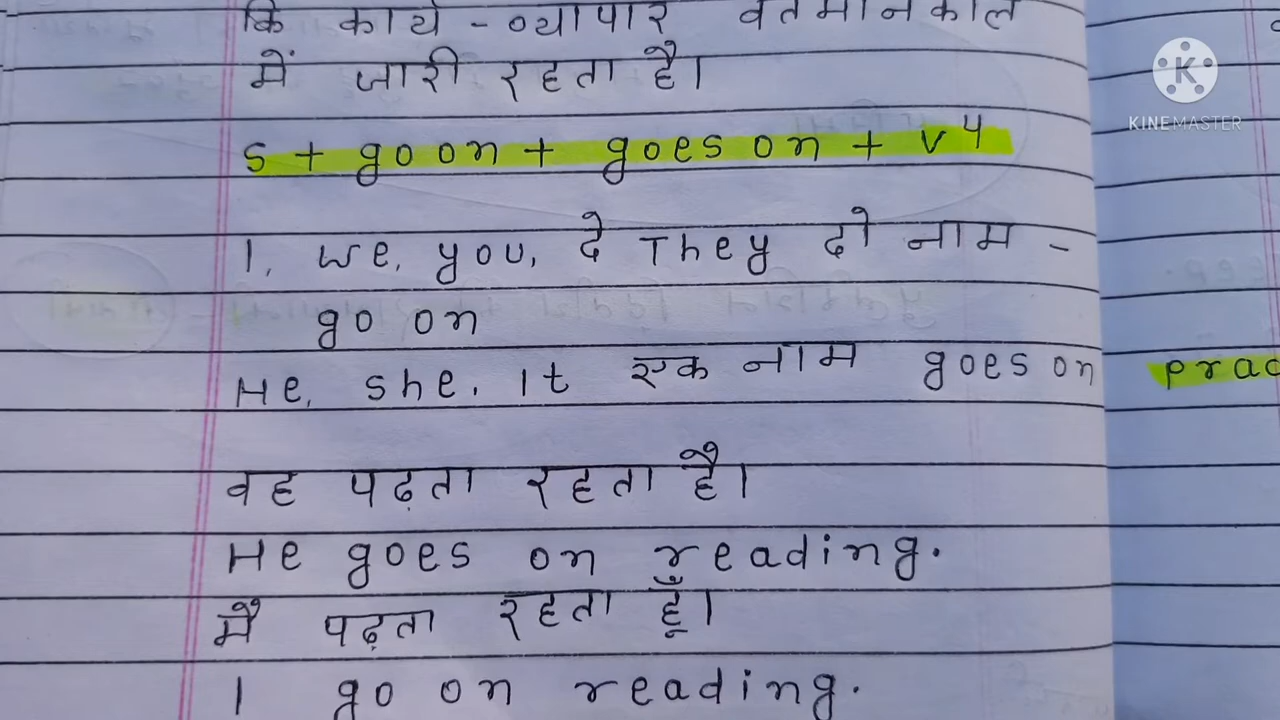 कि कार्य - व्यापार वर्तमानकाल
में जारी रहता है।
KINEMASTER
s + go on + goes on + v4
I, we, you, दे They दो नाम -
go on
He, she, It एक नाम goes on
वह पढ़ता रहता है।
He goes on reading.
मै पढ़ता रहता हूँ।
I go on reading.